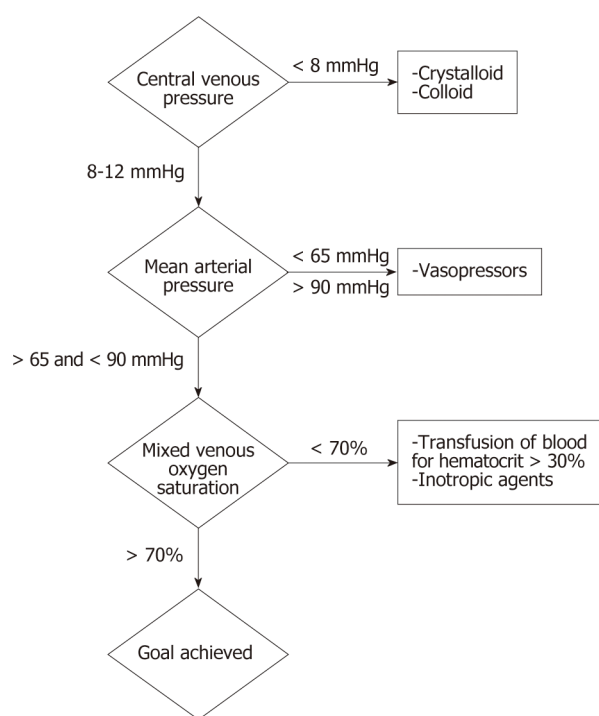 Central venous
pressure
< 8 mmHg
-Crystalloid
-Colloid
8-12 mmHg
Mean arterial
pressure
< 65 mmHg
> 90 mmHg
-Vasopressors
> 65 and < 90 mmHg
Mixed venous
oxygen
saturation
< 70%
-Transfusion of blood
for hematocrit > 30%
-Inotropic agents
> 70%
Goal achieved